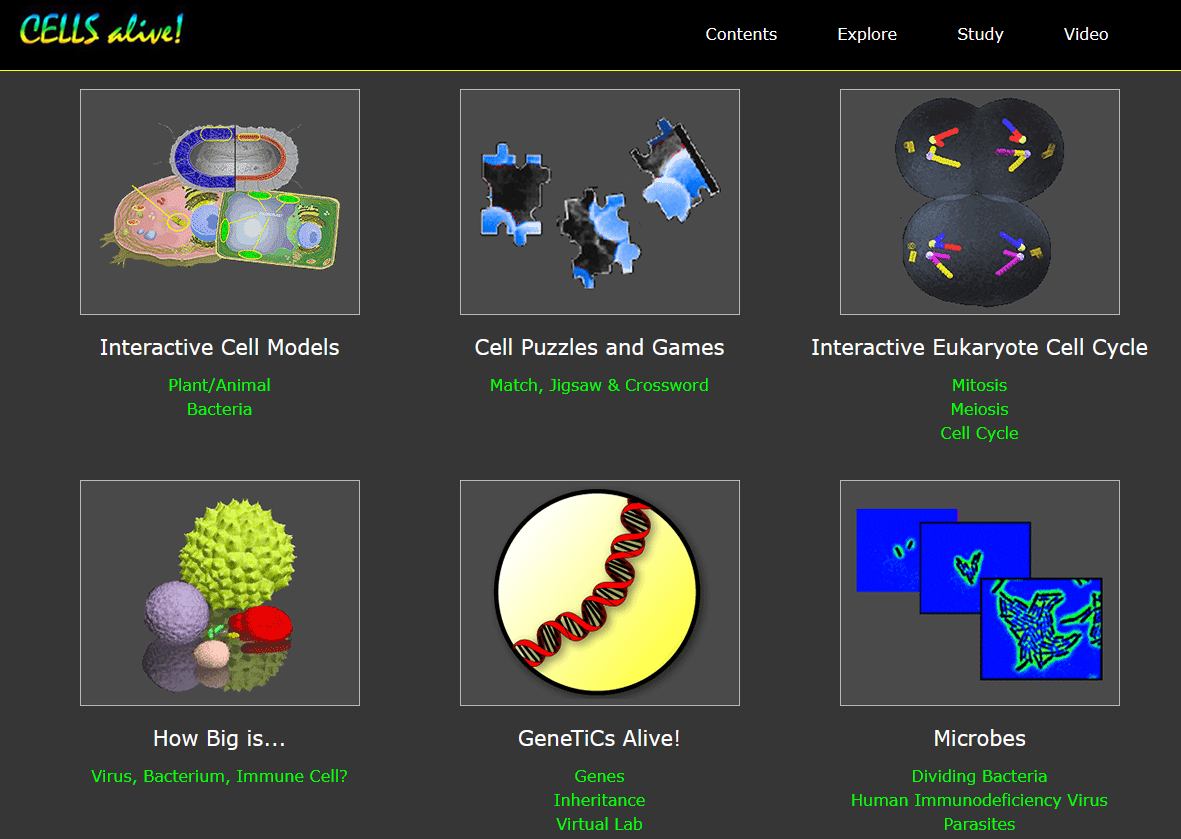 CELLS alive!
Contents Explore Study Video
Interactive Cell Models
Plant/Animal
Bacteria
Cell Puzzles and Games
Match, Jigsaw & Crossword
Interactive Eukaryote Cell Cycle
Mitosis
Meiosis
Cell Cycle
How Big is...
Virus, Bacterium, Immune Cell?
GeneTiCs Alive!
Genes
Inheritance
Virtual Lab
Microbes
Dividing Bacteria
Human Immunodeficiency Virus
Parasites